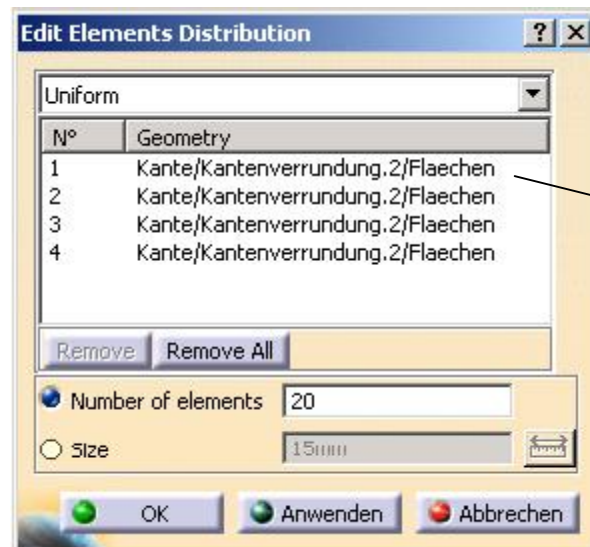 Edit Elements Distribution ? X
Uniform
N° Geometry
1 Kante/Kantenverrundung.2/Flaechen
2 Kante/Kantenverrundung.2/Flaechen
3 Kante/Kantenverrundung.2/Flaechen
4 Kante/Kantenverrundung.2/Flaechen
Remove Remove All
Number of elements 20
Size 15mm
OK Anwenden Abbrechen